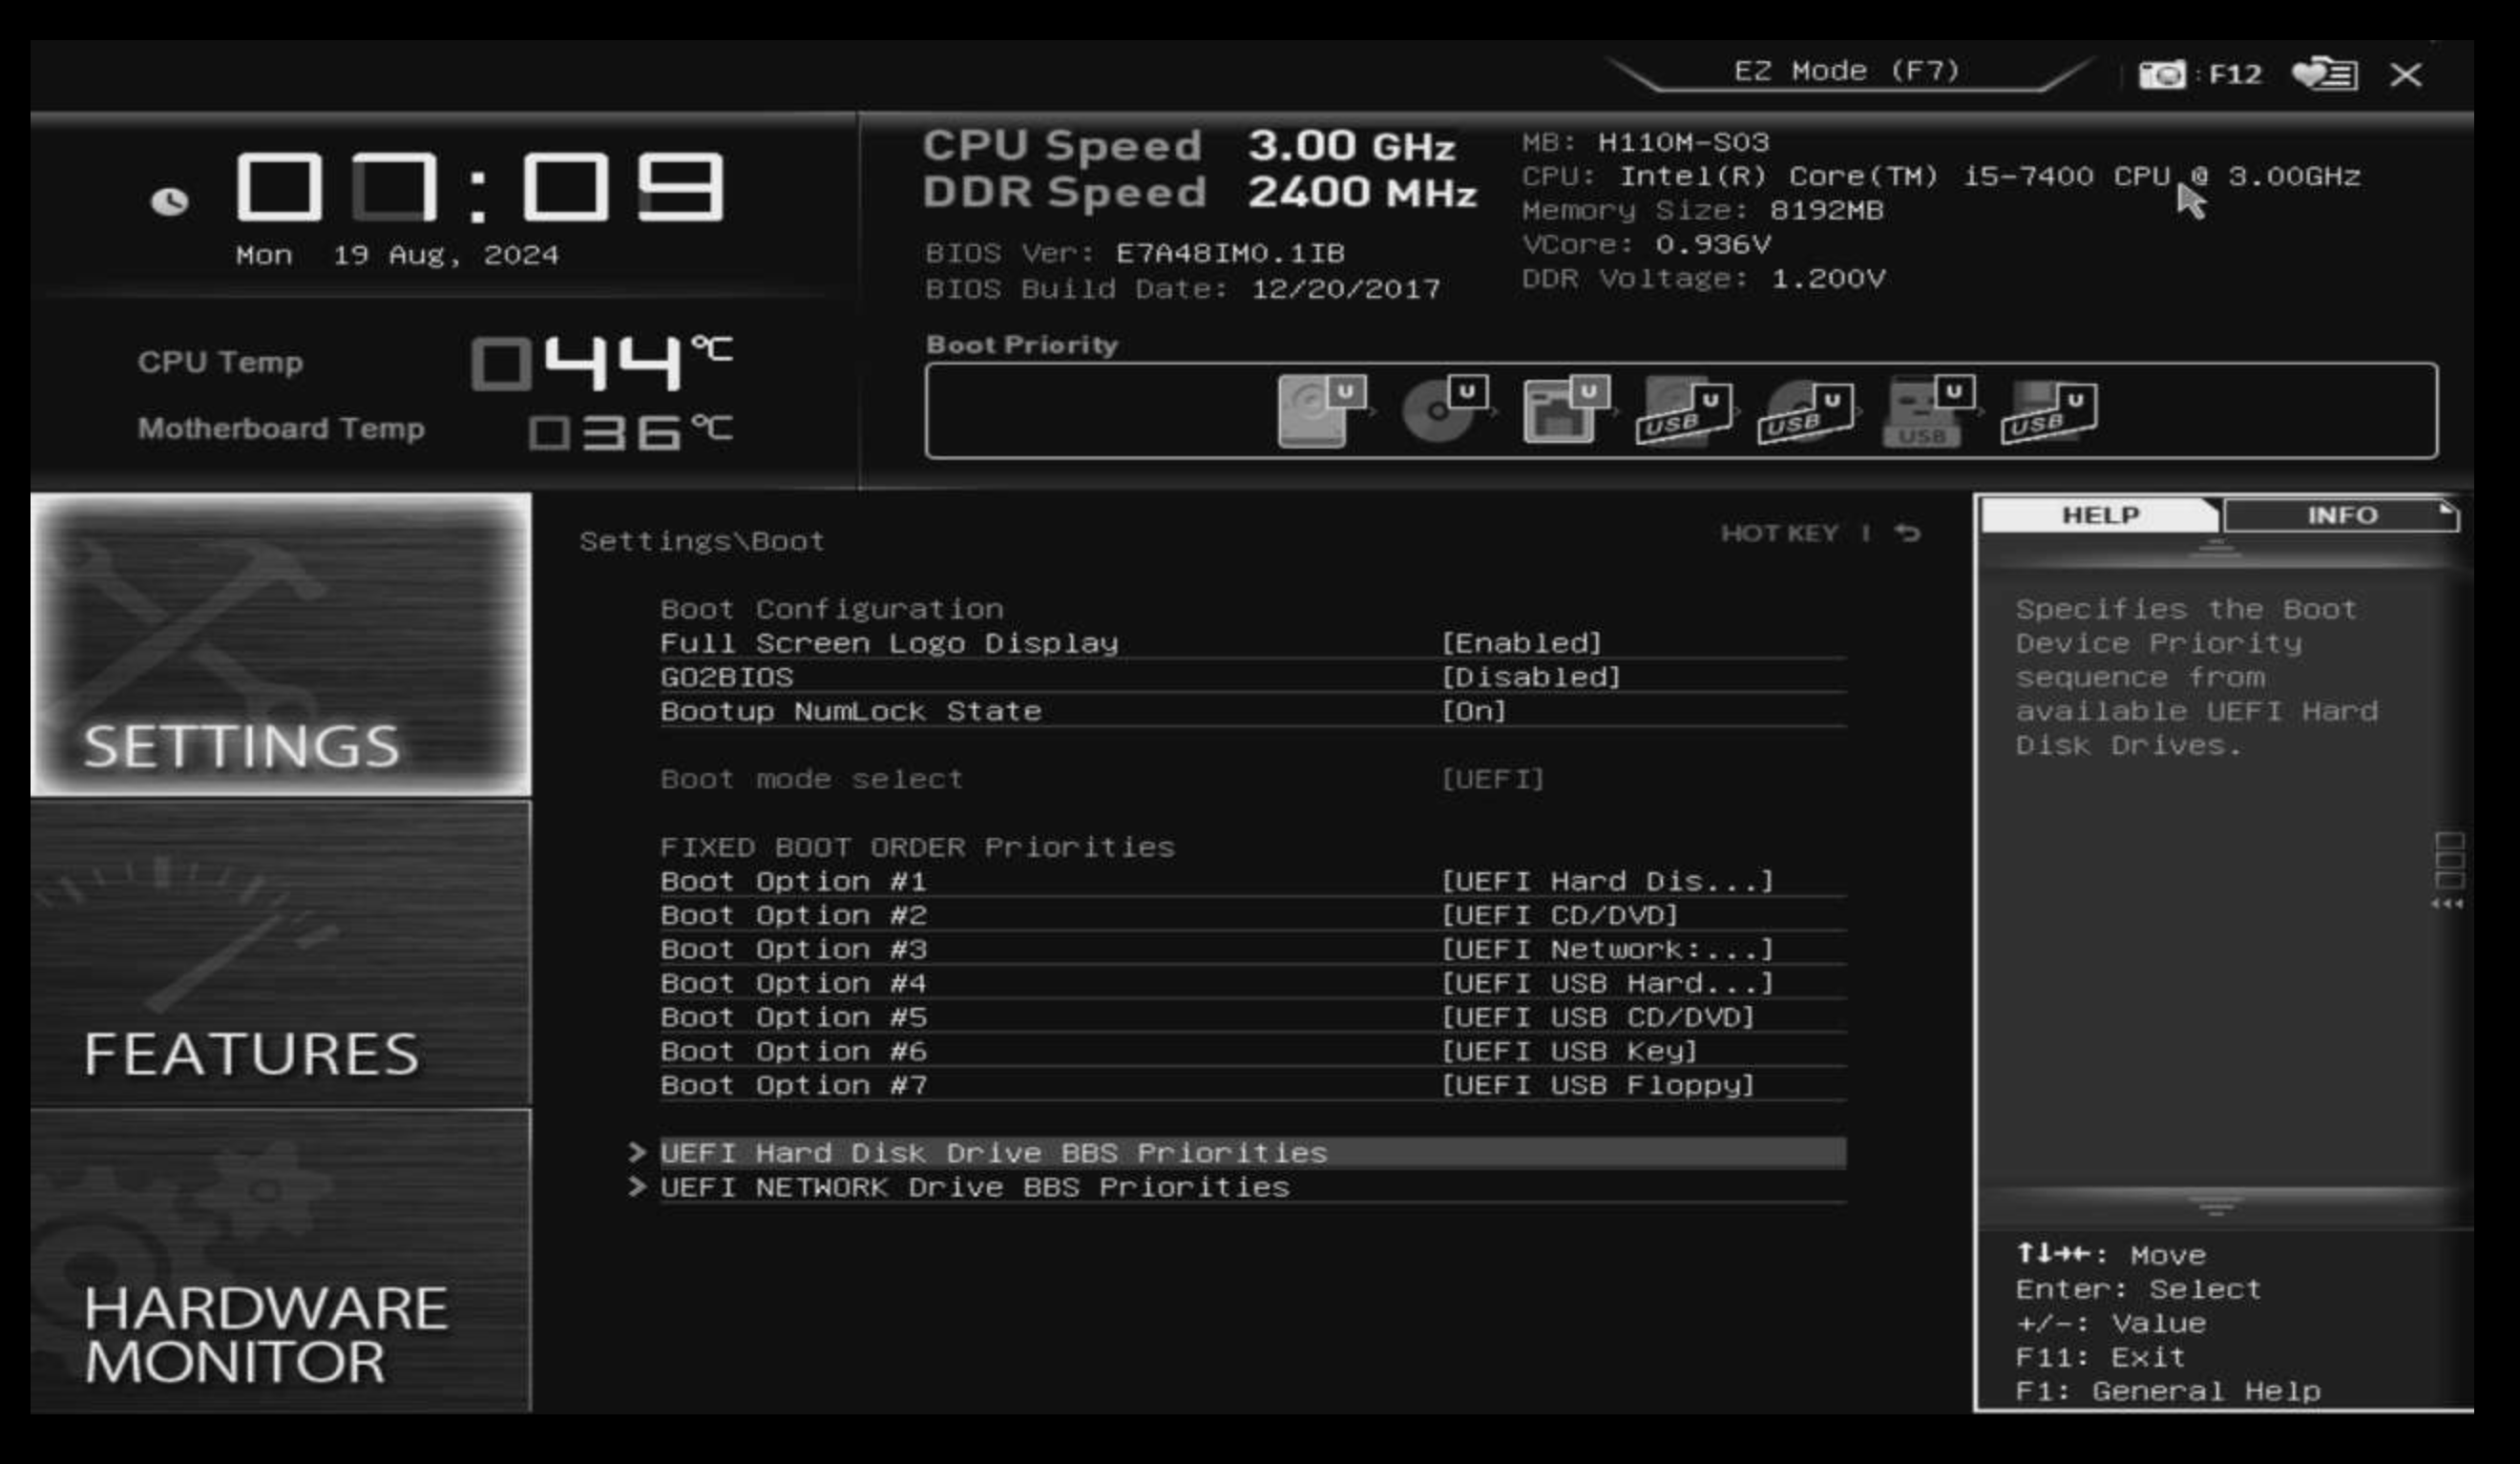 EZ Mode (F7)
: F12
07:09
Mon 19 Aug, 2024
CPU Speed 3.00 GHz
DDR Speed 2400 MHz
BIOS Ver: E7A48IM0.1IB
BIOS Build Date: 12/20/2017
MB: H110M-S03
CPU: Intel(R) Core(TM) i5-7400 CPU @ 3.00GHz
Memory Size: 8192MB
VCore: 0.936V
DDR Voltage: 1.200V
CPU Temp 044°C
Motherboard Temp 036°C
Boot Priority
U U U U U U U
USB USB USB USB
SETTINGS
FEATURES
HARDWARE
MONITOR
Settings\Boot
HOT KEY |
Boot Configuration
Full Screen Logo Display [Enabled]
GO2BIOS [Disabled]
Bootup NumLock State [On]
Boot mode select [UEFI]
FIXED BOOT ORDER Priorities
Boot Option #1 [UEFI Hard Dis...]
Boot Option #2 [UEFI CD/DVD]
Boot Option #3 [UEFI Network:...]
Boot Option #4 [UEFI USB Hard...]
Boot Option #5 [UEFI USB CD/DVD]
Boot Option #6 [UEFI USB Key]
Boot Option #7 [UEFI USB Floppy]
> UEFI Hard Disk Drive BBS Priorities
> UEFI NETWORK Drive BBS Priorities
HELP INFO
Specifies the Boot
Device Priority
sequence from
available UEFI Hard
Disk Drives.
↑↓→←: Move
Enter: Select
+/-: Value
F11: Exit
F1: General Help